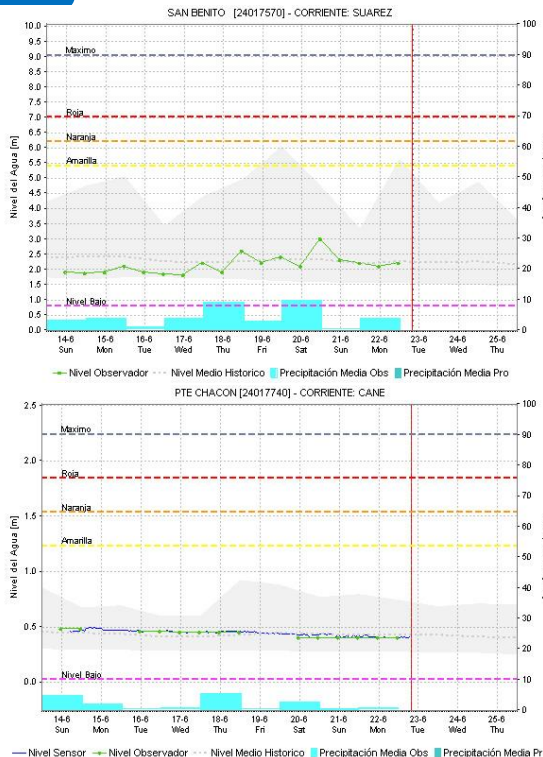 SAN BENITO [24017570] - CORRIENTE: SUAREZ
Nivel del Agua [m]
10.0
9.5
9.0
8.5
8.0
7.5
7.0
6.5
6.0
5.5
5.0
4.5
4.0
3.5
3.0
2.5
2.0
1.5
1.0
0.5
0.0
Maximo
Roja
Naranja
Amarilla
Nivel Bajo
100
90
80
70
60
50
40
30
20
10
0
14-6 15-6 16-6 17-6 18-6 19-6 20-6 21-6 22-6 23-6 24-6 25-6
Sun Mon Tue Wed Thu Fri Sat Sun Mon Tue Wed Thu
Nivel Observador Nivel Medio Historico Precipitación Media Obs Precipitación Media Pro
PTE CHACON [24017740] - CORRIENTE: CANE
Nivel del Agua [m]
2.5
2.0
1.5
1.0
0.5
0.0
Maximo
Roja
Naranja
Amarilla
Nivel Bajo
100
90
80
70
60
50
40
30
20
10
0
14-6 15-6 16-6 17-6 18-6 19-6 20-6 21-6 22-6 23-6 24-6 25-6
Sun Mon Tue Wed Thu Fri Sat Sun Mon Tue Wed Thu
Nivel Sensor Nivel Observador Nivel Medio Historico Precipitación Media Obs Precipitación Media Pr